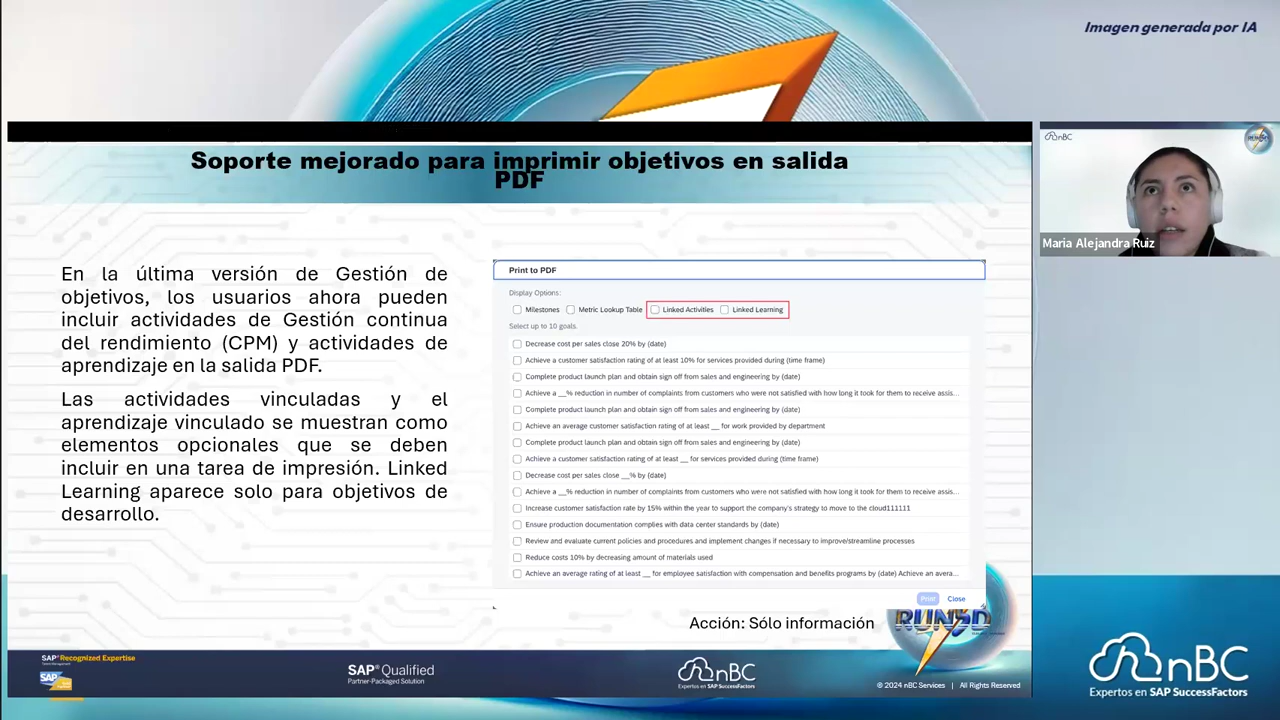 Imagen generada por IA
Soporte mejorado para imprimir objetivos en salida
PDF
nBC
Maria Alejandra Ruiz
En la última versión de Gestión de
objetivos, los usuarios ahora pueden
incluir actividades de Gestión continua
del rendimiento (CPM) y actividades de
aprendizaje en la salida PDF.
Las actividades vinculadas y el
aprendizaje vinculado se muestran como
elementos opcionales que se deben
incluir en una tarea de impresión. Linked
Learning aparece solo para objetivos de
desarrollo.
Print to PDF
Display Options:
Milestones Metric Lookup Table Linked Activities Linked Learning
Select up to 10 goals.
Decrease cost per sales close 20% by (date)
Achieve a customer satisfaction rating of at least 10% for services provided during (time frame)
Complete product launch plan and obtain sign off from sales and engineering by (date)
Achieve a __% reduction in number of complaints from customers who were not satisfied with how long it took for them to receive assis...
Complete product launch plan and obtain sign off from sales and engineering by (date)
Achieve an average customer satisfaction rating of at least __ for work provided by department
Complete product launch plan and obtain sign off from sales and engineering by (date)
Achieve a customer satisfaction rating of at least __ for services provided during (time frame)
Decrease cost per sales close __% by (date)
Achieve a __% reduction in number of complaints from customers who were not satisfied with how long it took for them to receive assis...
Increase customer satisfaction rate by 15% within the year to support the company's strategy to move to the cloud111111
Ensure production documentation complies with data center standards by (date)
Review and evaluate current policies and procedures and implement changes if necessary to improve/streamline processes
Reduce costs 10% by decreasing amount of materials used
Achieve an average rating of at least __ for employee satisfaction with compensation and benefits programs by (date) Achieve an avera...
Print Close
Acción: Sólo información
SAP® Recognized Expertise
SAP
SAP® Qualified
Partner-Packaged Solution
nBC
Expertos en SAP SuccessFactors
© 2024 nBC Services | All Rights Reserved
nBC
Expertos en SAP SuccessFactors